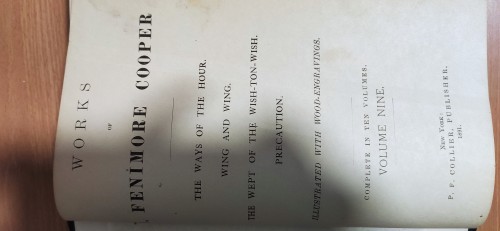 WORKS
OF
FENIMORE COOPER
THE WAYS OF THE HOUR.
WING AND WING.
THE WEPT OF THE WISH-TON-WISH.
PRECAUTION.
ILLUSTRATED WITH WOOD-ENGRAVINGS.
COMPLETE IN TEN VOLUMES.
VOLUME NINE.
New York:
P. F. COLLIER, PUBLISHER.
1891.